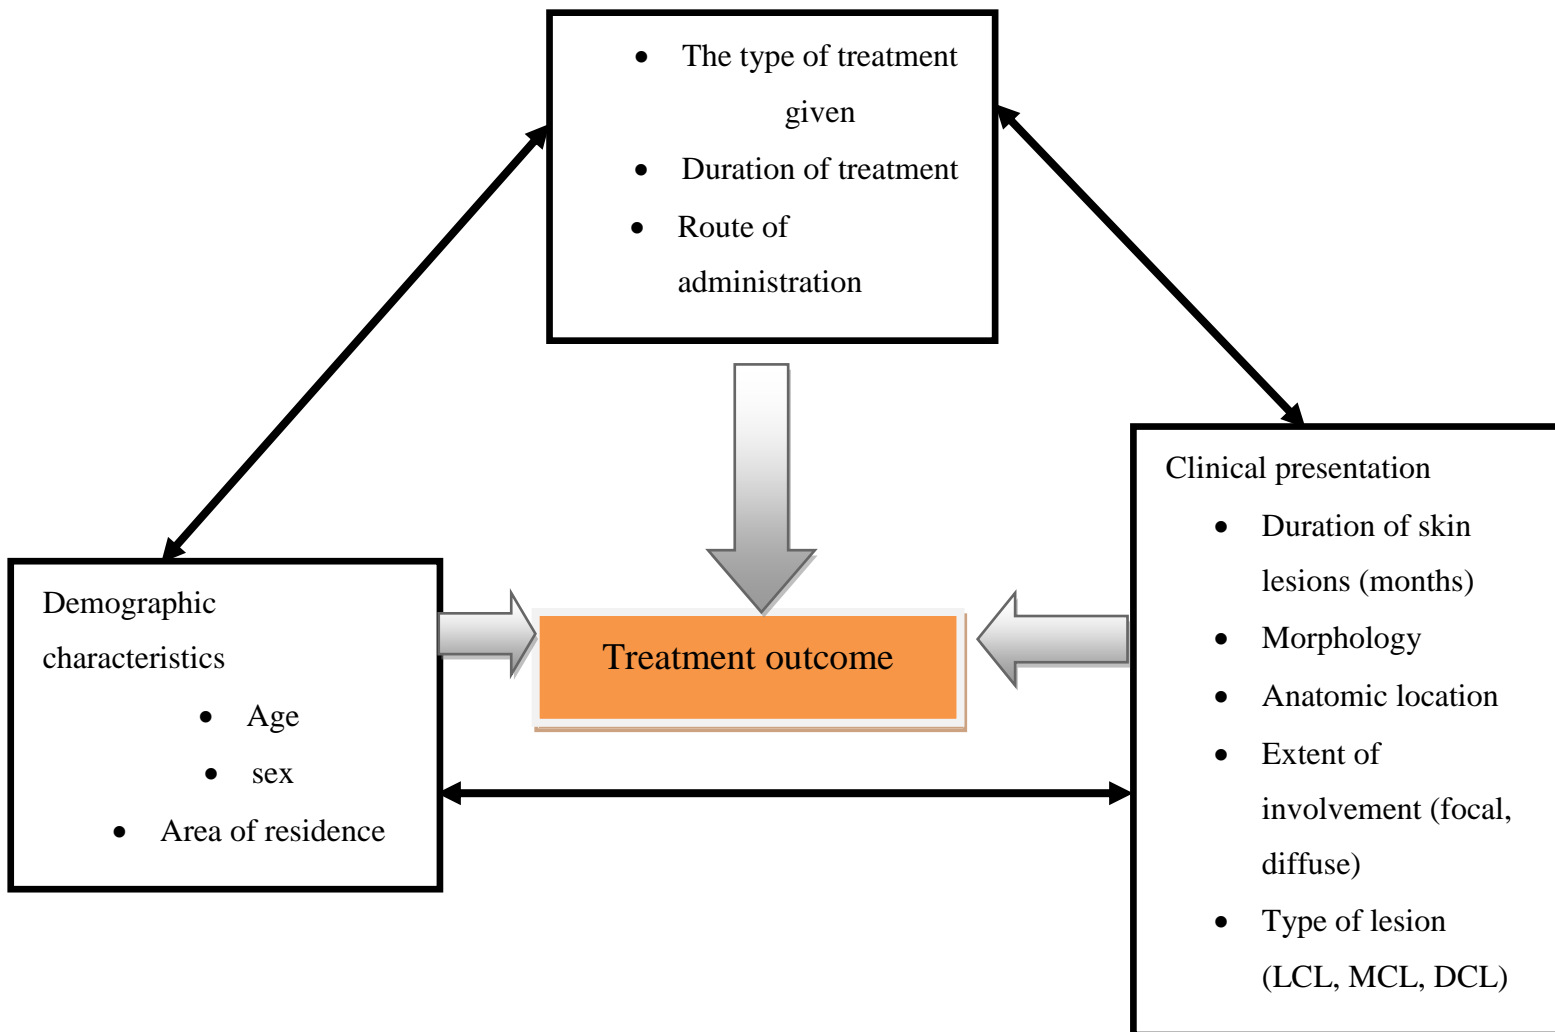 • The type of treatment
given
• Duration of treatment
• Route of
administration
Demographic
characteristics
• Age
• sex
• Area of residence
Treatment outcome
Clinical presentation
• Duration of skin
lesions (months)
• Morphology
• Anatomic location
• Extent of
involvement (focal,
diffuse)
• Type of lesion
(LCL, MCL, DCL)